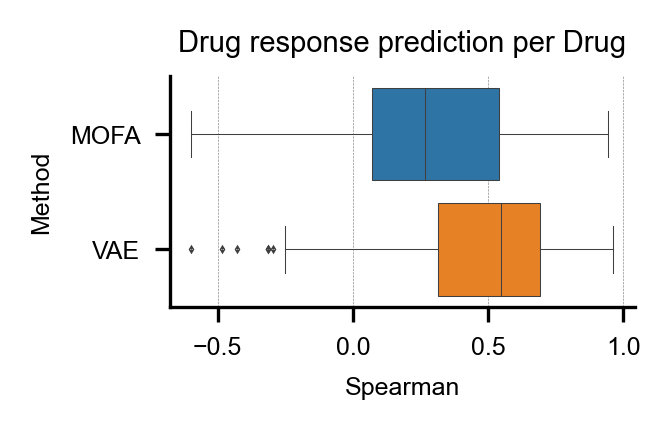 Drug response prediction per Drug
Method
MOFA
VAE
−0.5 0.0 0.5 1.0
Spearman